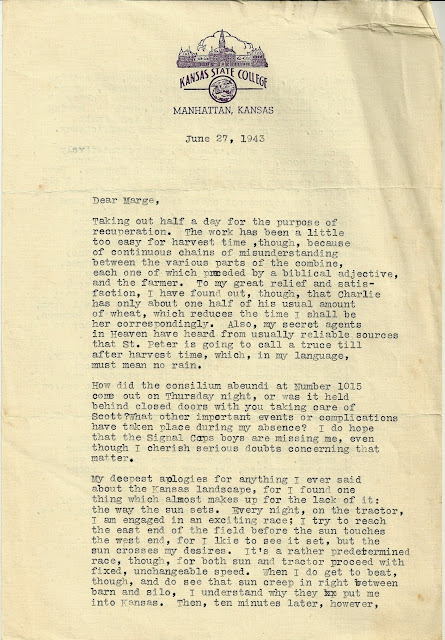 KANSAS STATE COLLEGE
MANHATTAN, KANSAS
June 27, 1943
Dear Marge,
Taking out half a day for the purpose of
recuperation. The work has been a little
too easy for harvest time ,though, because
of continuous chains of misunderstanding
between the various parts of the combine,
each one of which preceded by a biblical adjective,
and the farmer. To my great relief and satis-
faction, I have found out, though, that Charlie
has only about one half of his usual amount
of wheat, which reduces the time I shall be
her correspondingly. Also, my secret agents
in Heaven have heard from usually reliable sources
that St. Peter is going to call a truce till
after harvest time, which, in my language,
must mean no rain.
How did the consilium abeundi at Number 1015
come out on Thursday night, or was it held
behind closed doors with you taking care of
Scott?What other important events or complications
have taken place during my absence? I do hope
that the Signal Corps boys are missing me, even
though I cherish serious doubts concerning that
matter.
My deepest apologies for anything I ever said
about the Kansas landscape, for I found one
thing which almost makes up for the lack of it:
the way the sun sets. Every night, on the tractor,
I am engaged in an exciting race; I try to reach
the east end of the field before the sun touches
the west end, for I lkie to see it set, but the
sun crosses my desires. It's a rather predetermined
race, though, for both sun and tractor proceed with
fixed, unchangeable speed. When I do get to beat,
though, and do see that sun creep in right between
barn and silo, I understand why they xx put me
into Kansas. Then, ten minutes later, however,